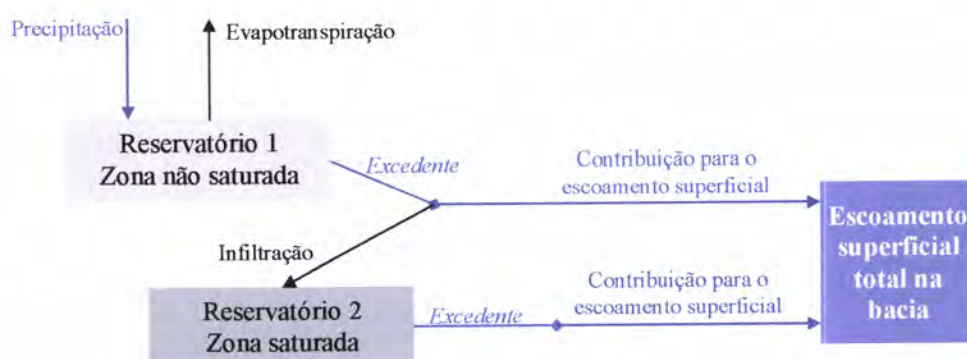 Precipitação
Evapotranspiração
Reservatório 1
Zona não saturada
Excedente
Contribuição para o
escoamento superficial
Escoamento
superficial
total na
bacia
Infiltração
Reservatório 2
Zona saturada
Excedente
Contribuição para o
escoamento superficial